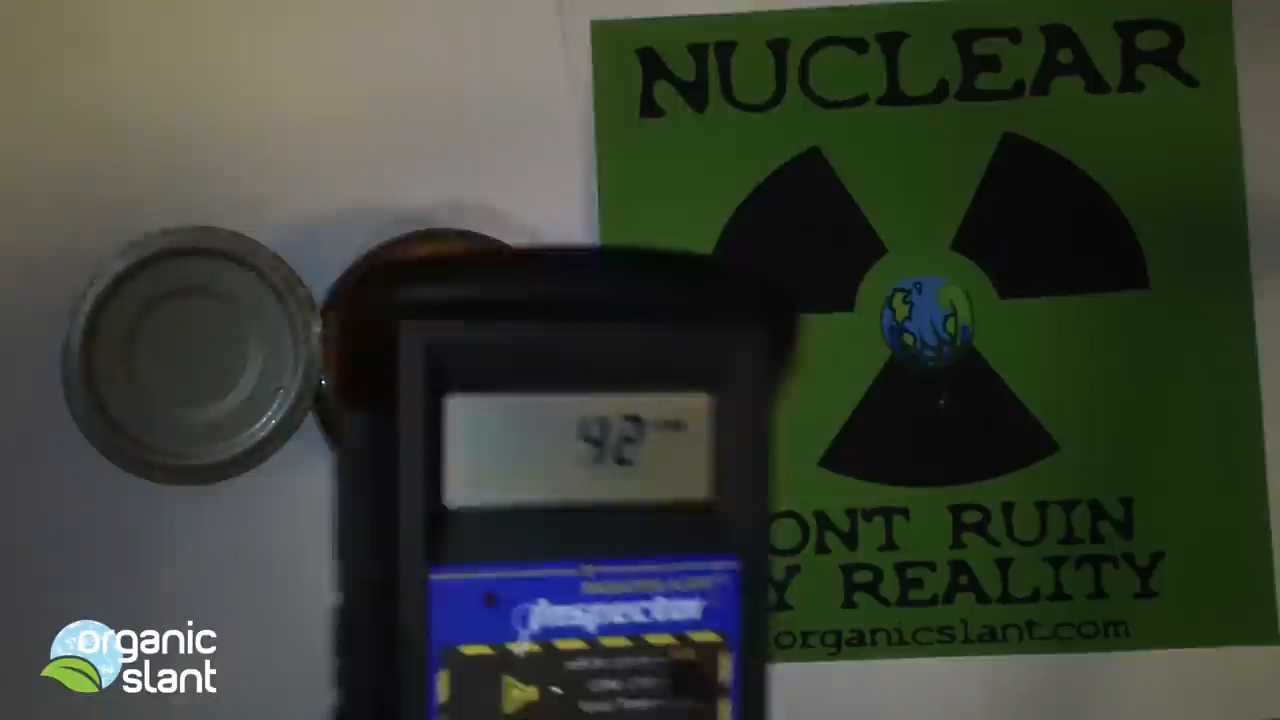 NUCLEAR
42
ONT RUIN
Y REALITY
organicslant.com
Inspector
organic
slant